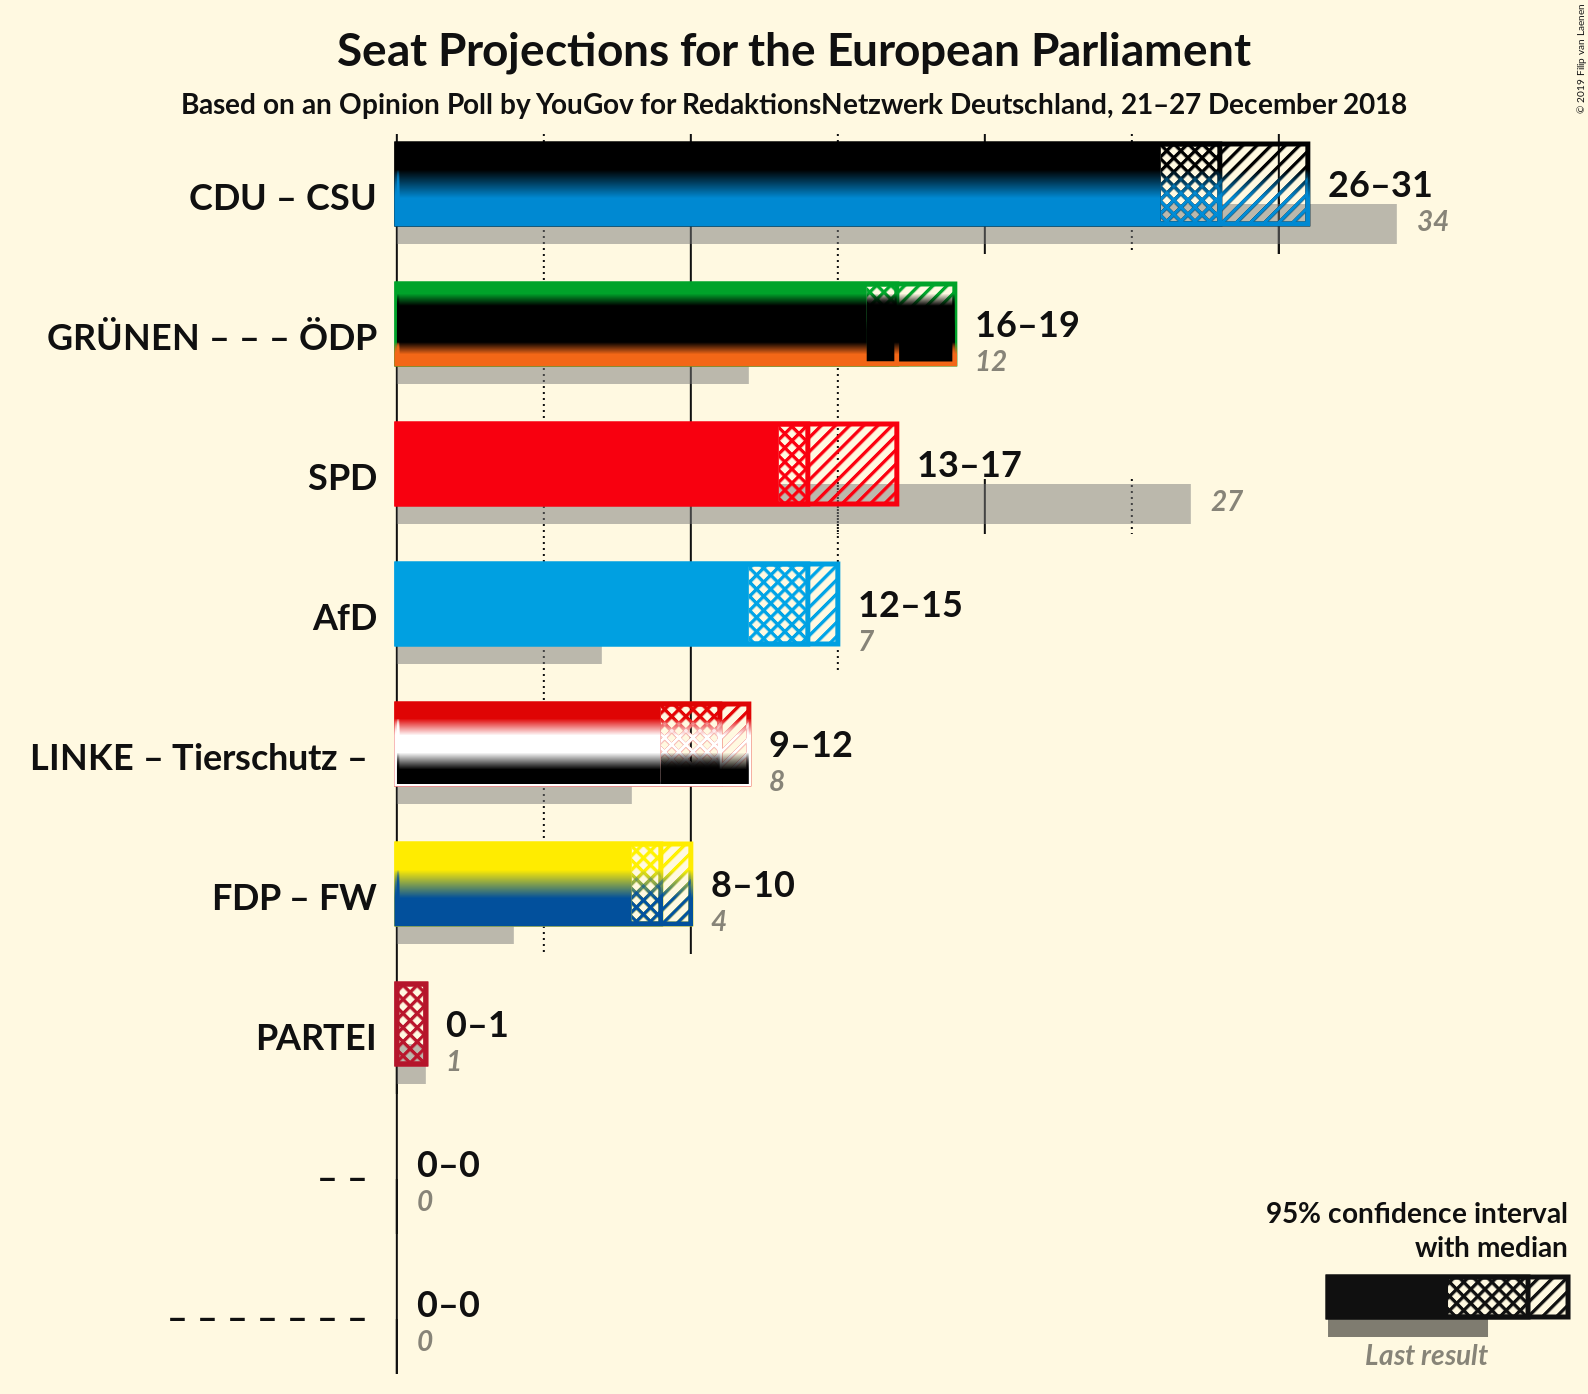 Seat Projections for the European Parliament
Based on an Opinion Poll by YouGov for RedaktionsNetzwerk Deutschland, 21–27 December 2018
© 2019 Filip van Laenen
CDU – CSU
26–31
34
GRÜNEN – – – ÖDP
16–19
12
SPD
13–17
27
AfD
12–15
7
LINKE – Tierschutz –
9–12
8
FDP – FW
8–10
4
PARTEI
0–1
1
– –
0–0
0
– – – – – – –
0–0
0
95% confidence interval
with median
Last result